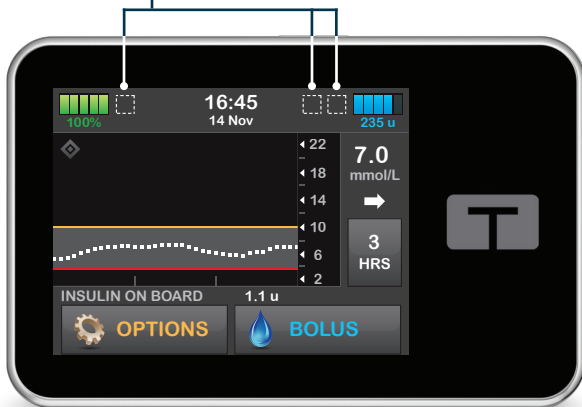 16:45
100%
14 Nov
235 u
22
7.0
mmol/L
18
14
10
3
HRS
6
2
INSULIN ON BOARD 1.1 u
OPTIONS
BOLUS
T